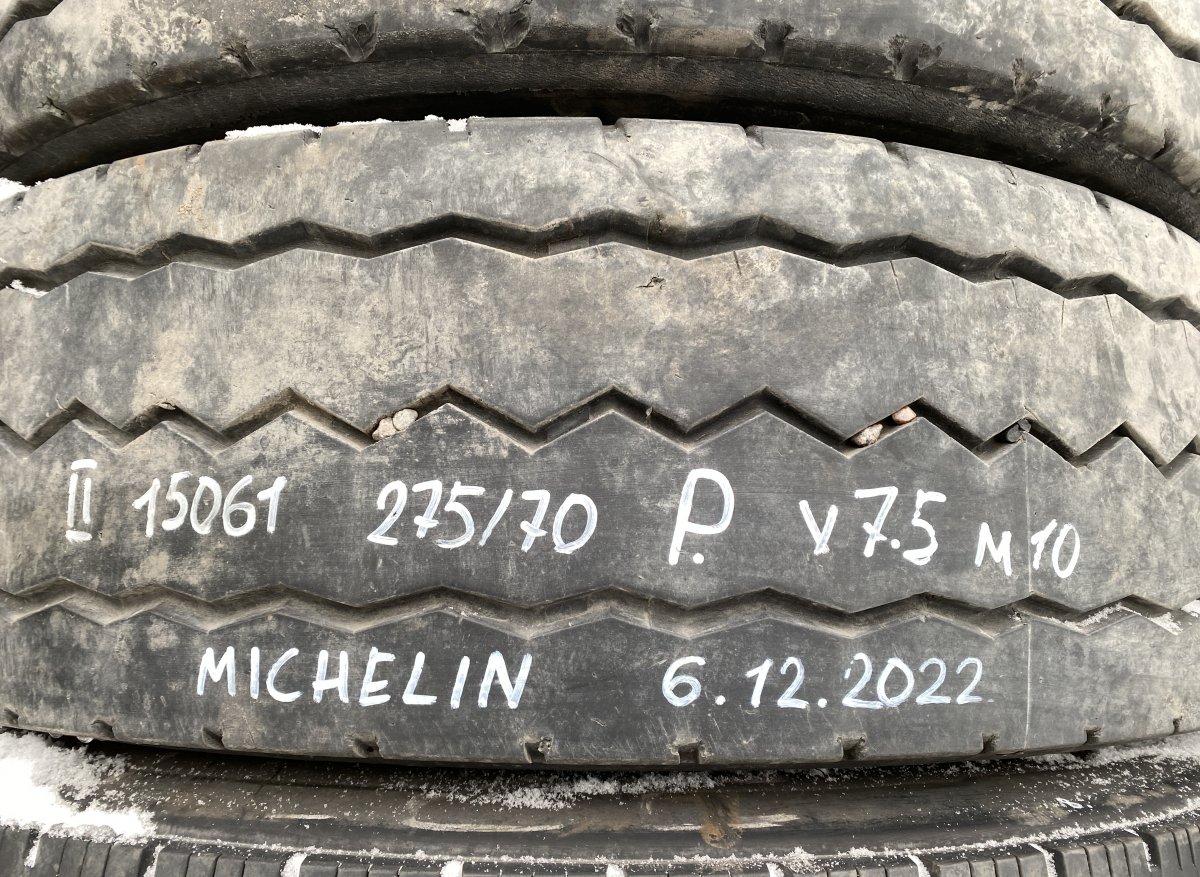 II 15061 275/70 P. v 7.5 M 10
MICHELIN 6.12.2022